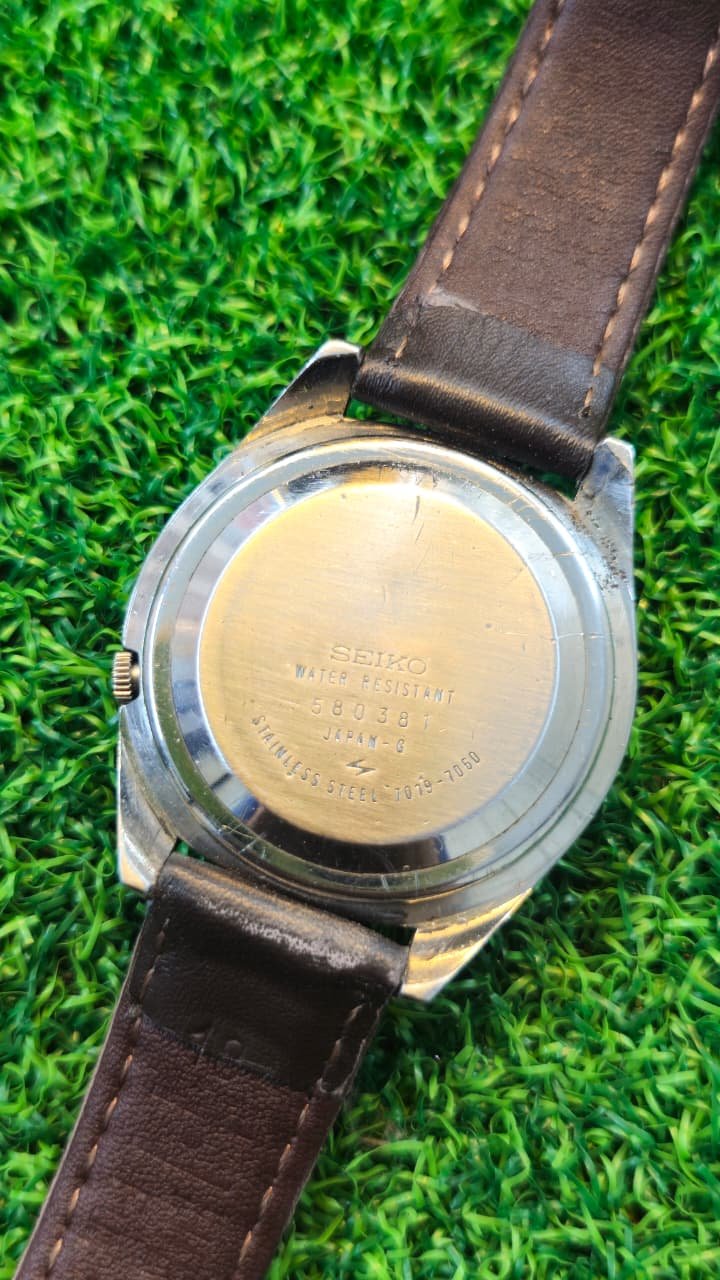 SEIKO
WATER RESISTANT
580381
JAPAN-G
STAINLESS STEEL 7019-7060